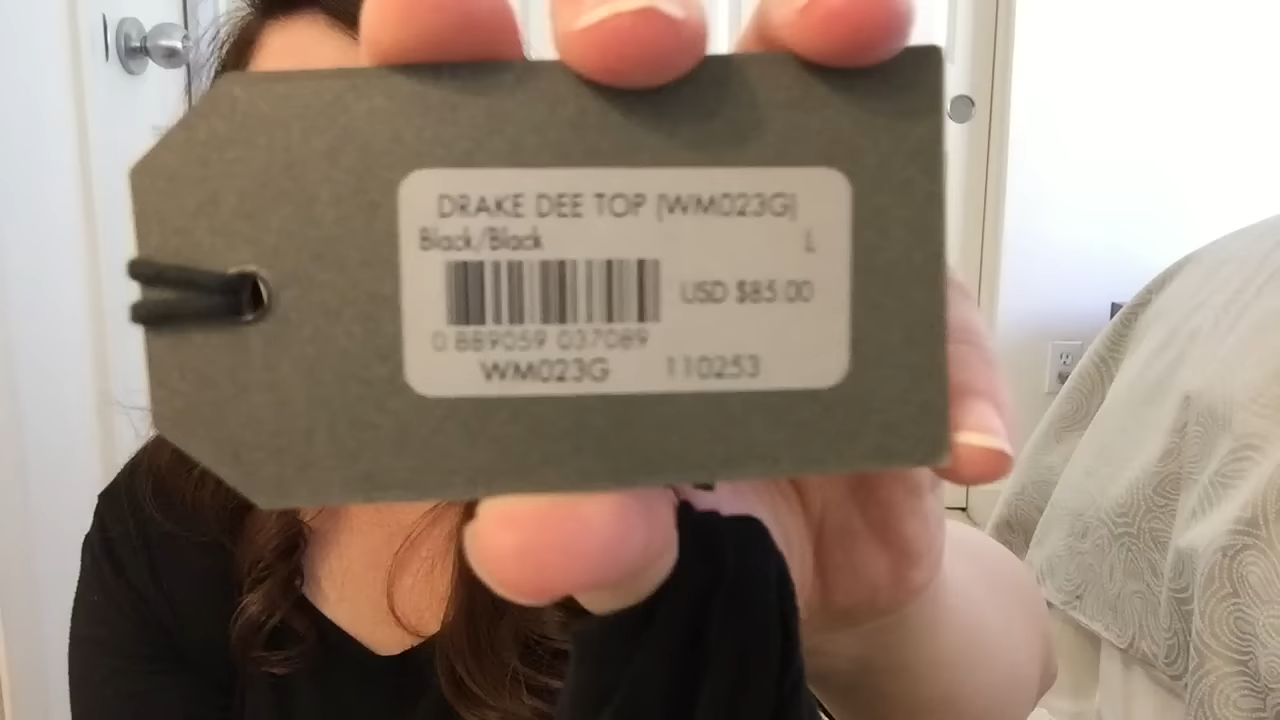 DRAKE DEE TOP (WM023G)
Black/Black L
USD $85.00
0 889059 037089
WM023G 110253